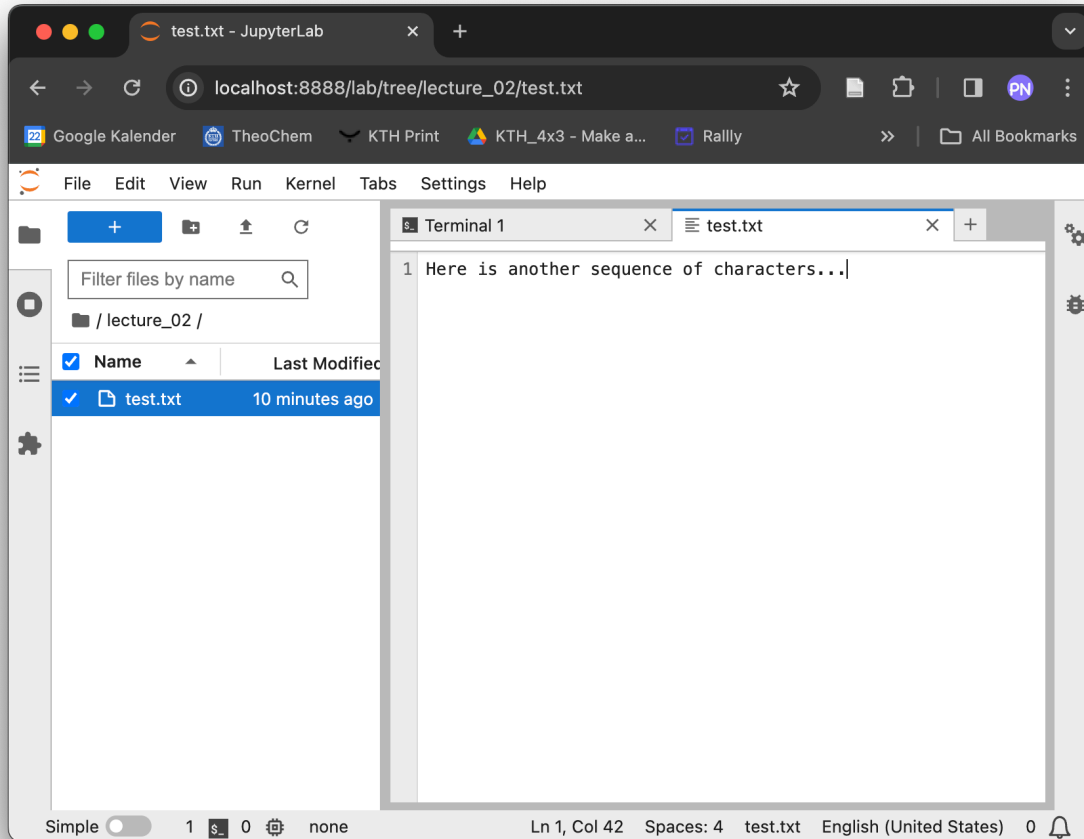 test.txt - JupyterLab
localhost:8888/lab/tree/lecture_02/test.txt
PN
22 Google Kalender TheoChem KTH Print KTH_4x3 - Make a... Rallly All Bookmarks
File Edit View Run Kernel Tabs Settings Help
Terminal 1 test.txt
Filter files by name
/ lecture_02 /
Name Last Modified
test.txt 10 minutes ago
1 Here is another sequence of characters...
Simple 1 $_ 0 none Ln 1, Col 42 Spaces: 4 test.txt English (United States) 0